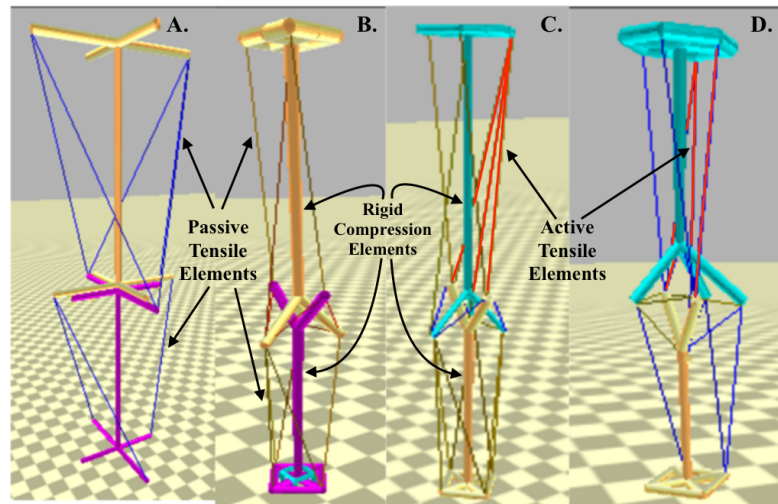 A.
B.
C.
D.
Passive
Tensile
Elements
Rigid
Compression
Elements
Active
Tensile
Elements